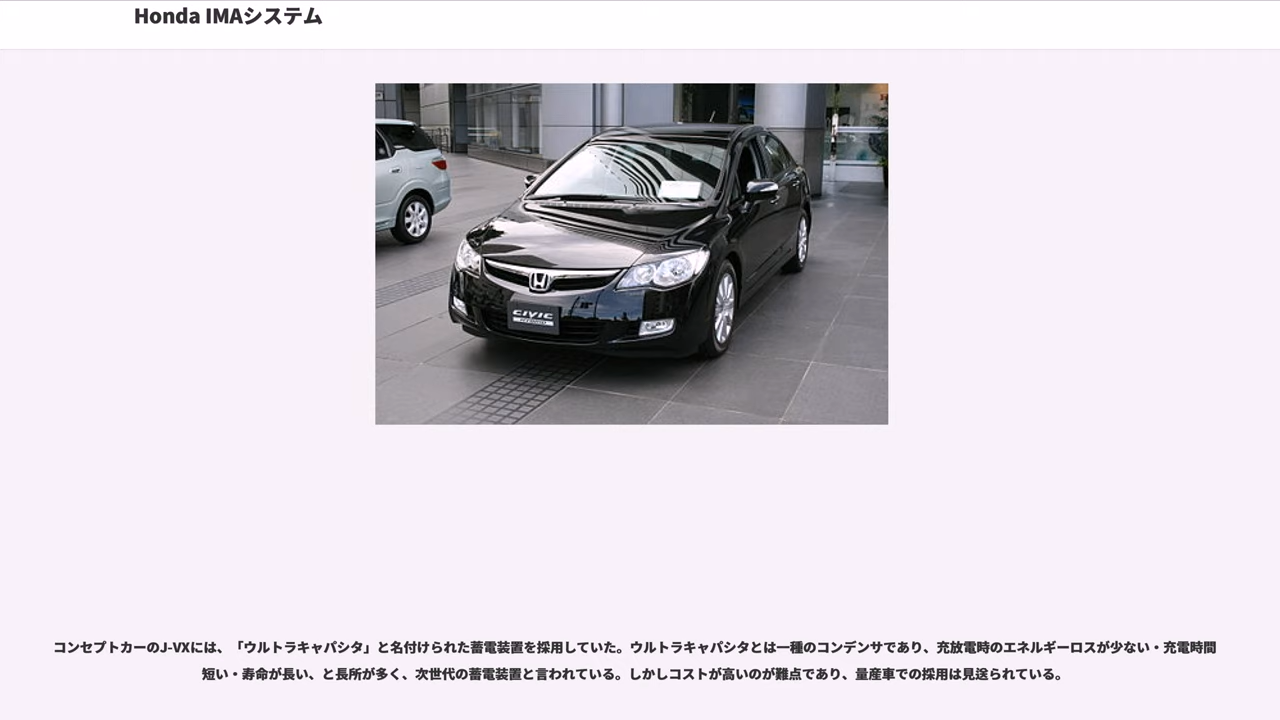 Honda IMAシステム
CIVIC
コンセプトカーのJ-VXには、「ウルトラキャパシタ」と名付けられた蓄電装置を採用していた。ウルトラキャパシタとは一種のコンデンサであり、充放電時のエネルギーロスが少ない・充電時間
短い・寿命が長い、と長所が多く、次世代の蓄電装置と言われている。しかしコストが高いのが難点であり、量産車での採用は見送られている。